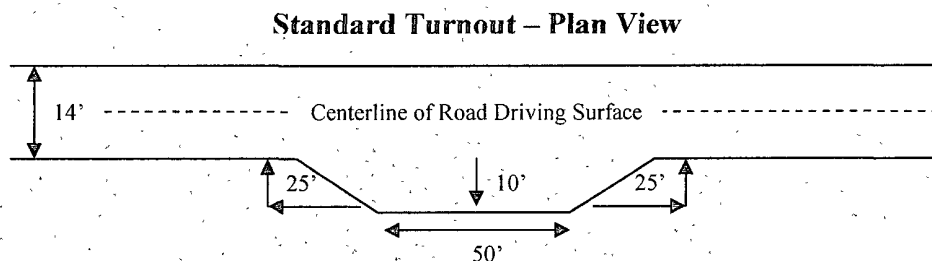 Standard Turnout – Plan View
14'
Centerline of Road Driving Surface
25'
10'
25'
50'